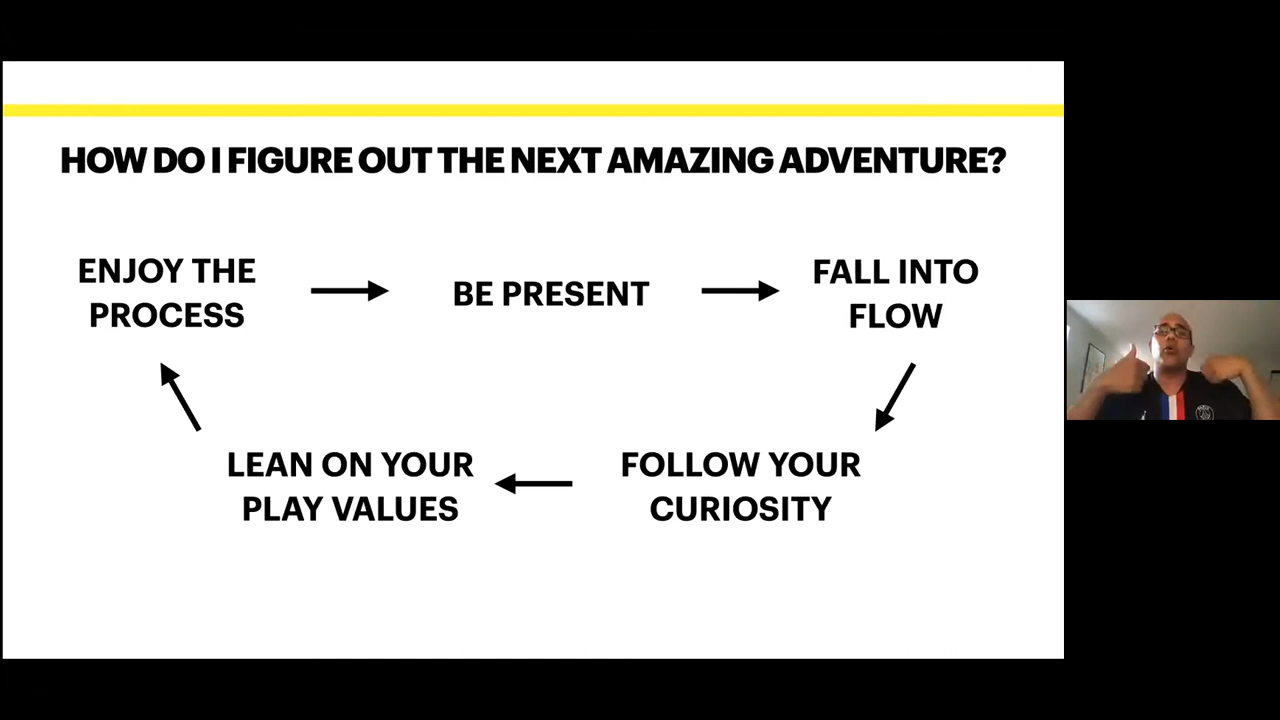 HOW DO I FIGURE OUT THE NEXT AMAZING ADVENTURE?
ENJOY THE
PROCESS
BE PRESENT
FALL INTO
FLOW
FOLLOW YOUR
CURIOSITY
LEAN ON YOUR
PLAY VALUES